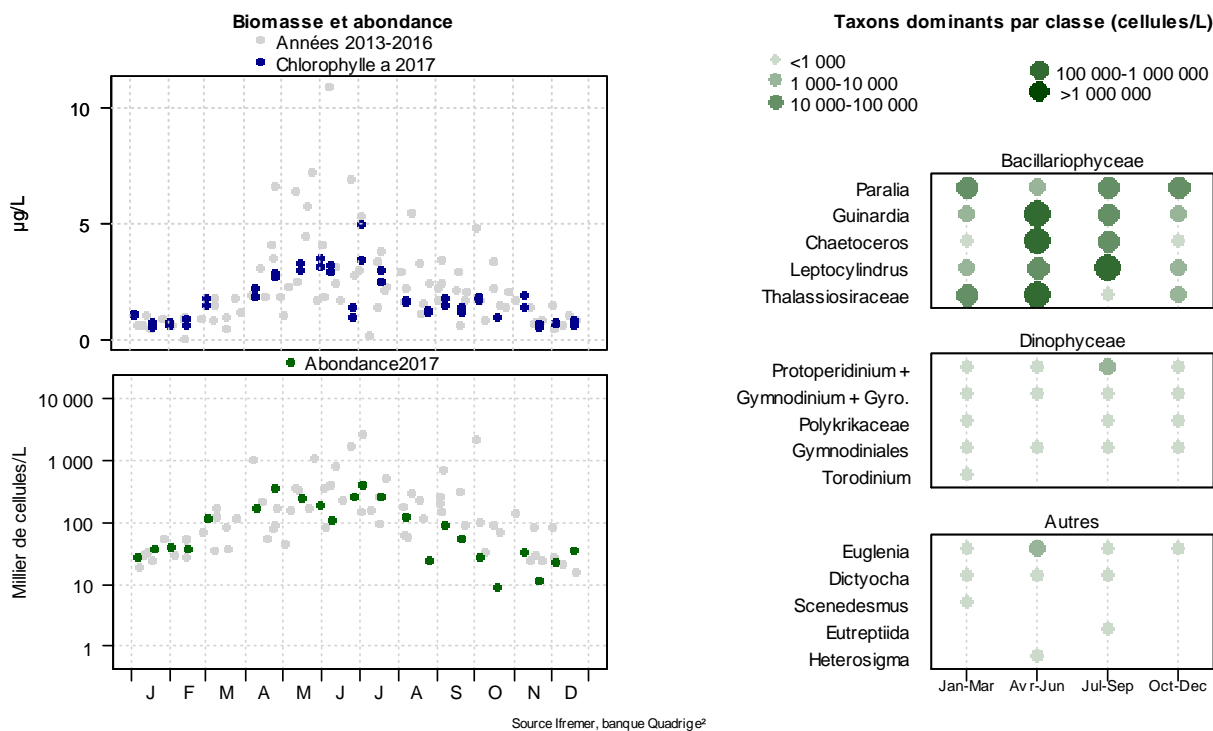 Biomasse et abondance
Années 2013-2016
Chlorophylle a 2017
µg/L
10
5
0
Abondance2017
Millier de cellules/L
10 000
1 000
100
10
1
J F M A M J J A S O N D
Taxons dominants par classe (cellules/L)
<1 000
1 000-10 000
10 000-100 000
100 000-1 000 000
>1 000 000
Bacillariophyceae
Paralia
Guinardia
Chaetoceros
Leptocylindrus
Thalassiosiraceae
Dinophyceae
Protoperidinium +
Gymnodinium + Gyro.
Polykrikaceae
Gymnodiniales
Torodinium
Autres
Euglenia
Dictyocha
Scenedesmus
Eutreptiida
Heterosigma
Jan-Mar Avr-Jun Jul-Sep Oct-Dec
Source Ifremer, banque Quadrige²